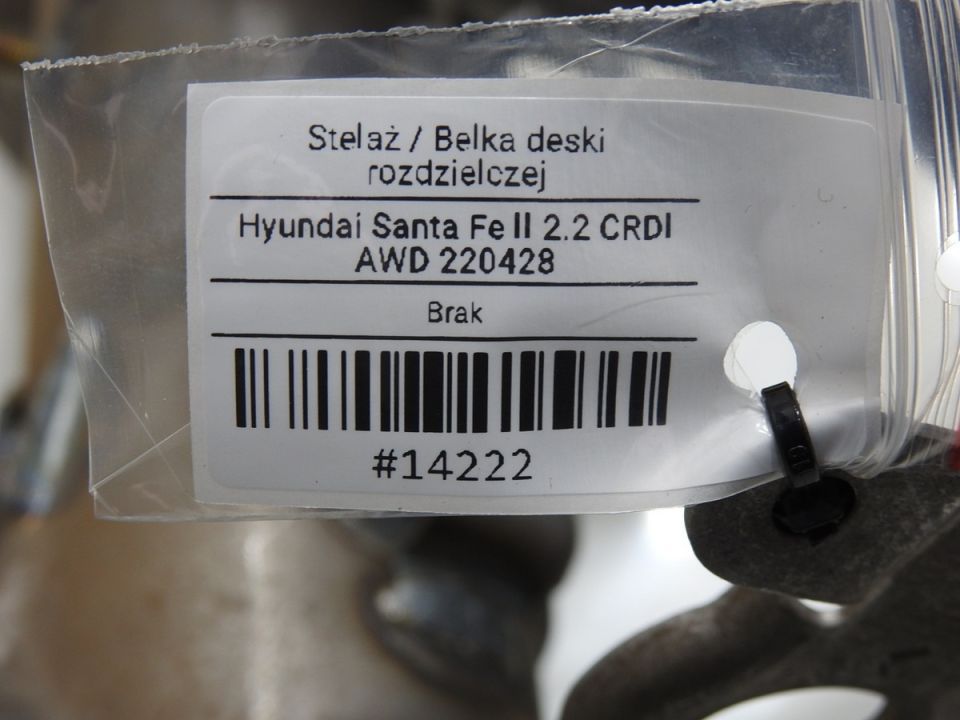 Stelaż / Belka deski
rozdzielczej
Hyundai Santa Fe II 2.2 CRDI
AWD 220428
Brak
#14222